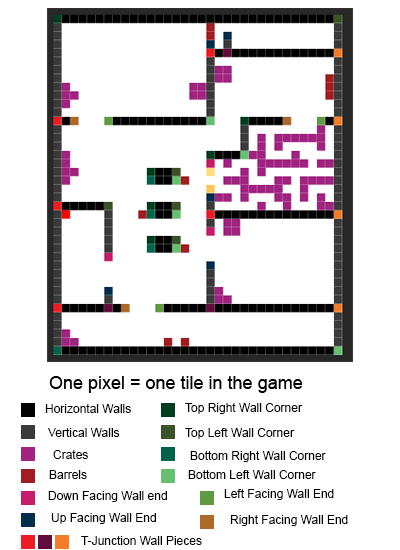 One pixel = one tile in the game
Horizontal Walls
Top Right Wall Corner
Vertical Walls
Top Left Wall Corner
Crates
Bottom Right Wall Corner
Barrels
Bottom Left Wall Corner
Down Facing Wall end
Left Facing Wall End
Up Facing Wall End
Right Facing Wall End
T-Junction Wall Pieces